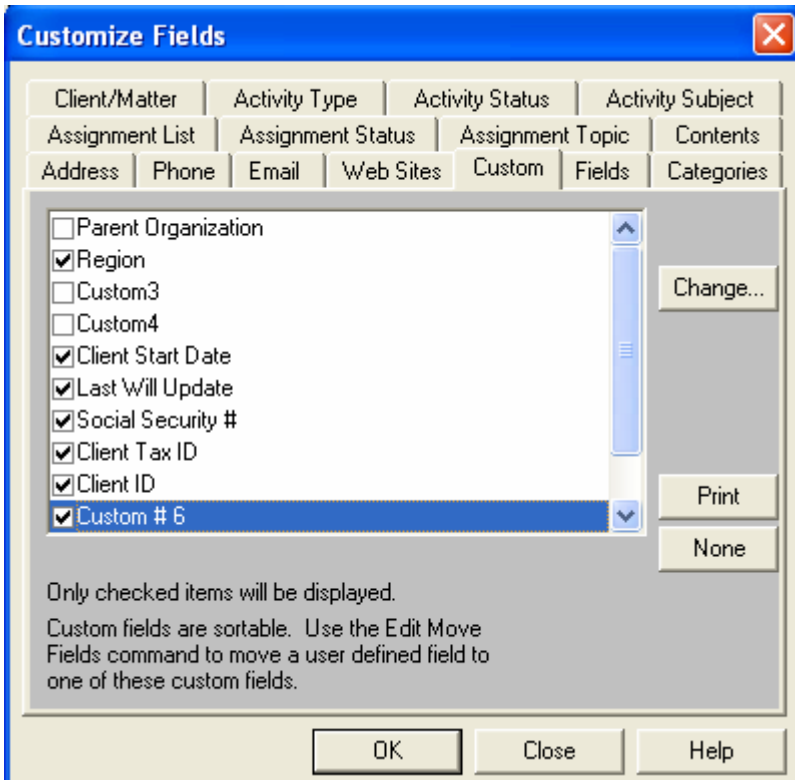 Customize Fields
Client/Matter Activity Type Activity Status Activity Subject
Assignment List Assignment Status Assignment Topic Contents
Address Phone Email Web Sites Custom Fields Categories
Parent Organization
Region
Custom3
Custom4
Client Start Date
Last Will Update
Social Security #
Client Tax ID
Client ID
Custom # 6
Change...
Print
None
Only checked items will be displayed.
Custom fields are sortable. Use the Edit Move
Fields command to move a user defined field to
one of these custom fields.
OK Close Help